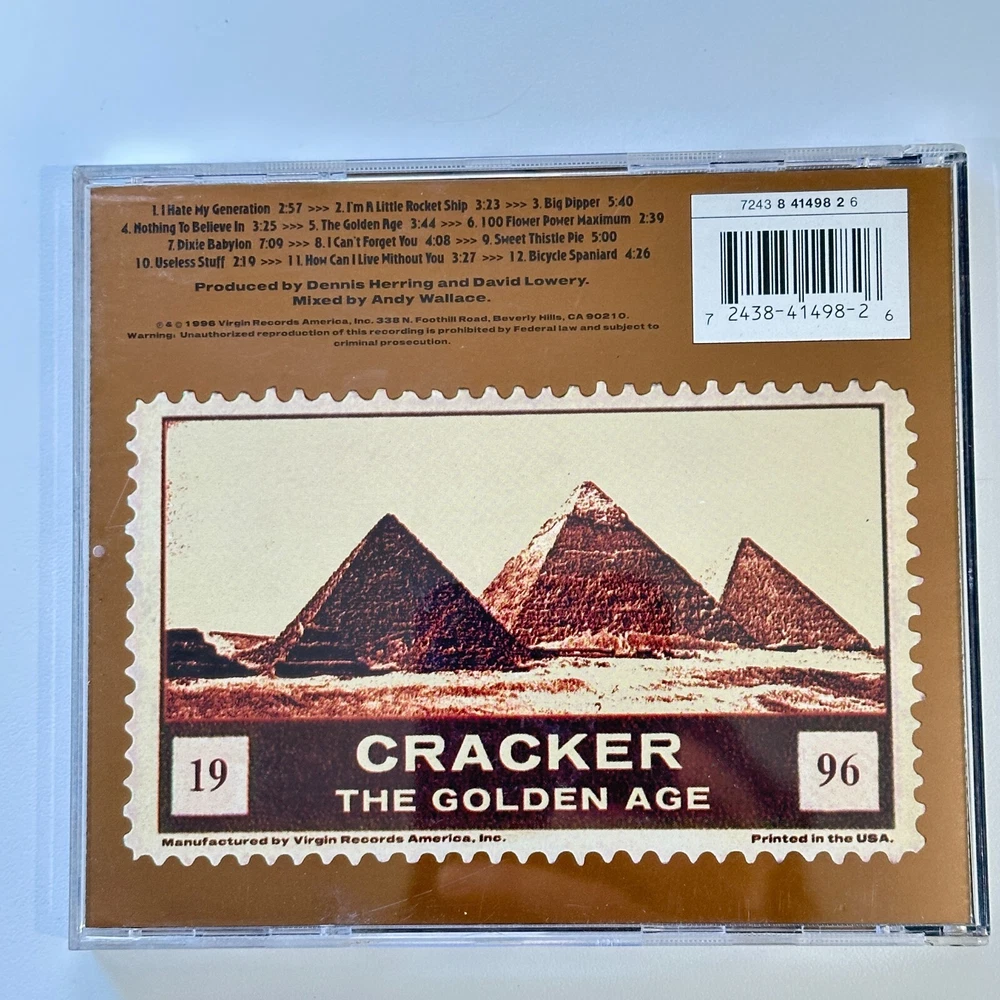 1. I Hate My Generation 2:57 >>> 2. I'm A Little Rocket Ship 3:23 >>> 3. Big Dipper 5:40
4. Nothing To Believe In 3:25 >>> 5. The Golden Age 3:44 >>> 6. 100 Flower Power Maximum 2:39
7. Dixie Babylon 7:09 >>> 8. I Can't Forget You 4:08 >>> 9. Sweet Thistle Pie 5:00
10. Useless Stuff 2:19 >>> 11. How Can I Live Without You 3:27 >>> 12. Bicycle Spaniard 4:26
Produced by Dennis Herring and David Lowery.
Mixed by Andy Wallace.
℗ & © 1996 Virgin Records America, Inc. 338 N. Foothill Road, Beverly Hills, CA 90210.
Warning: Unauthorized reproduction of this recording is prohibited by Federal law and subject to
criminal prosecution.
7243 8 41498 2 6
7 2438-41498-2 6
CRACKER
19 96
THE GOLDEN AGE
Manufactured by Virgin Records America, Inc. Printed in the USA.